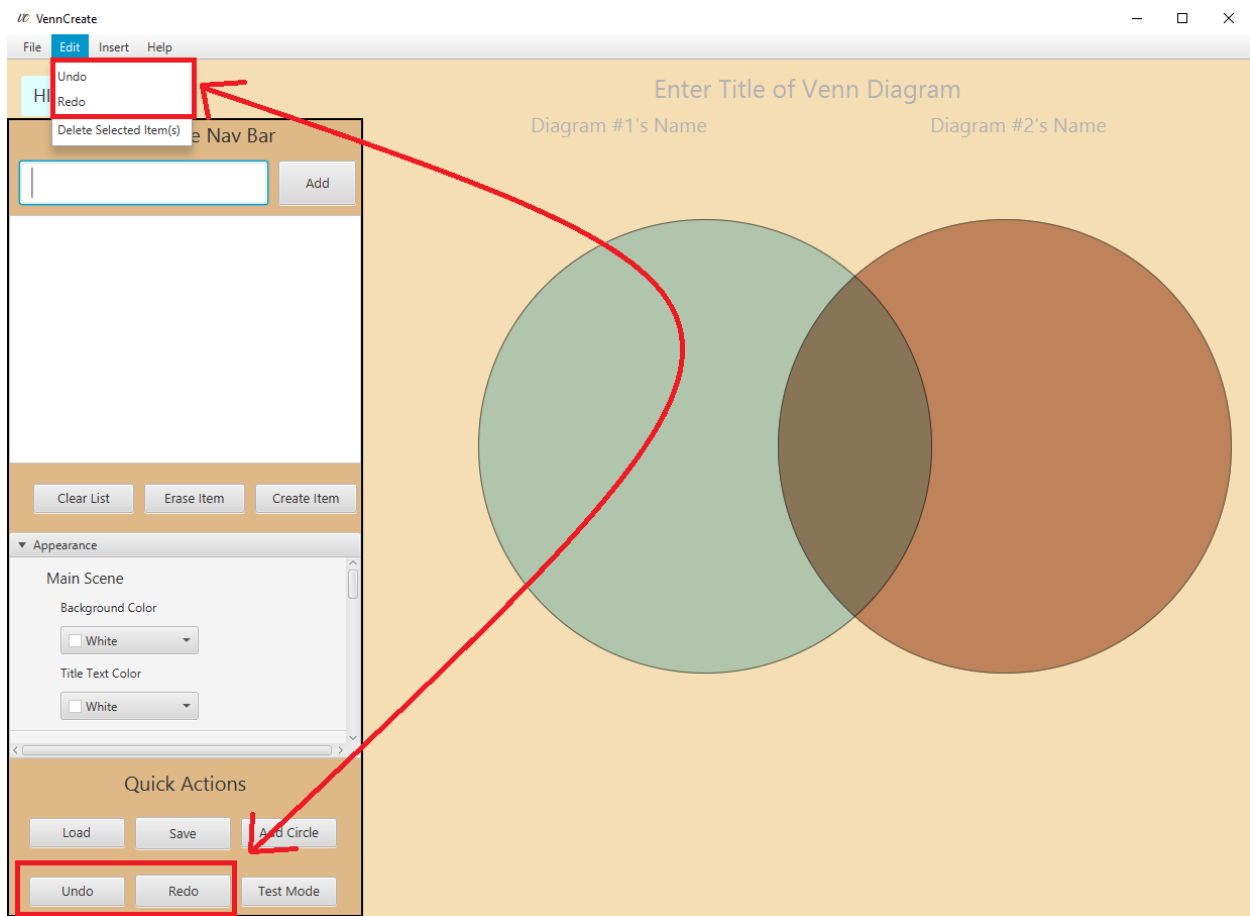 VC VennCreate
File Edit Insert Help
Undo
Redo
Delete Selected Item(s)
HI
e Nav Bar
Add
Clear List Erase Item Create Item
Appearance
Main Scene
Background Color
White
Title Text Color
White
Quick Actions
Load Save Add Circle
Undo Redo Test Mode
Enter Title of Venn Diagram
Diagram #1's Name Diagram #2's Name